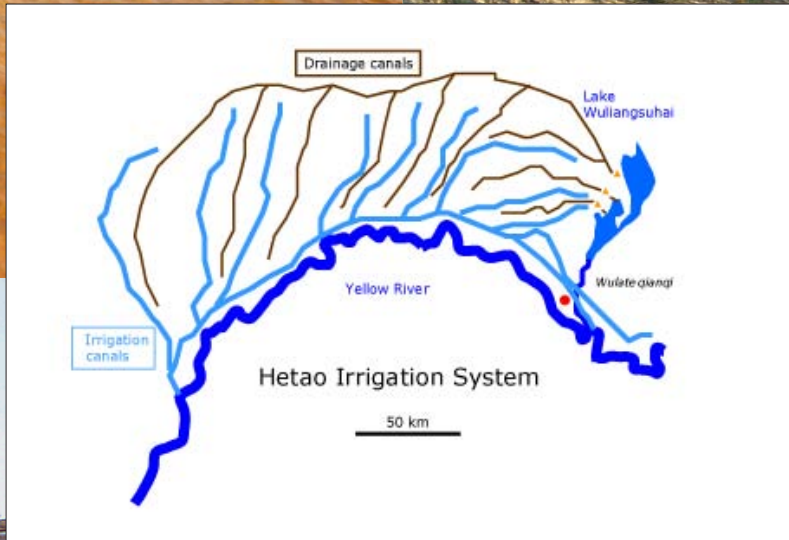 Drainage canals
Lake
Wuliangsuhai
Wulate qianqi
Yellow River
Irrigation
canals
Hetao Irrigation System
50 km